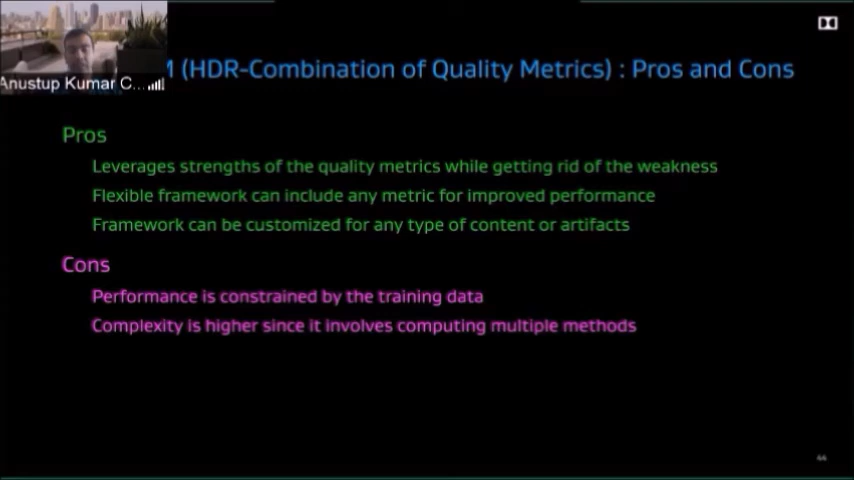 M (HDR-Combination of Quality Metrics) : Pros and Cons
Anustup Kumar C...
Pros
Leverages strengths of the quality metrics while getting rid of the weakness
Flexible framework can include any metric for improved performance
Framework can be customized for any type of content or artifacts
Cons
Performance is constrained by the training data
Complexity is higher since it involves computing multiple methods
44